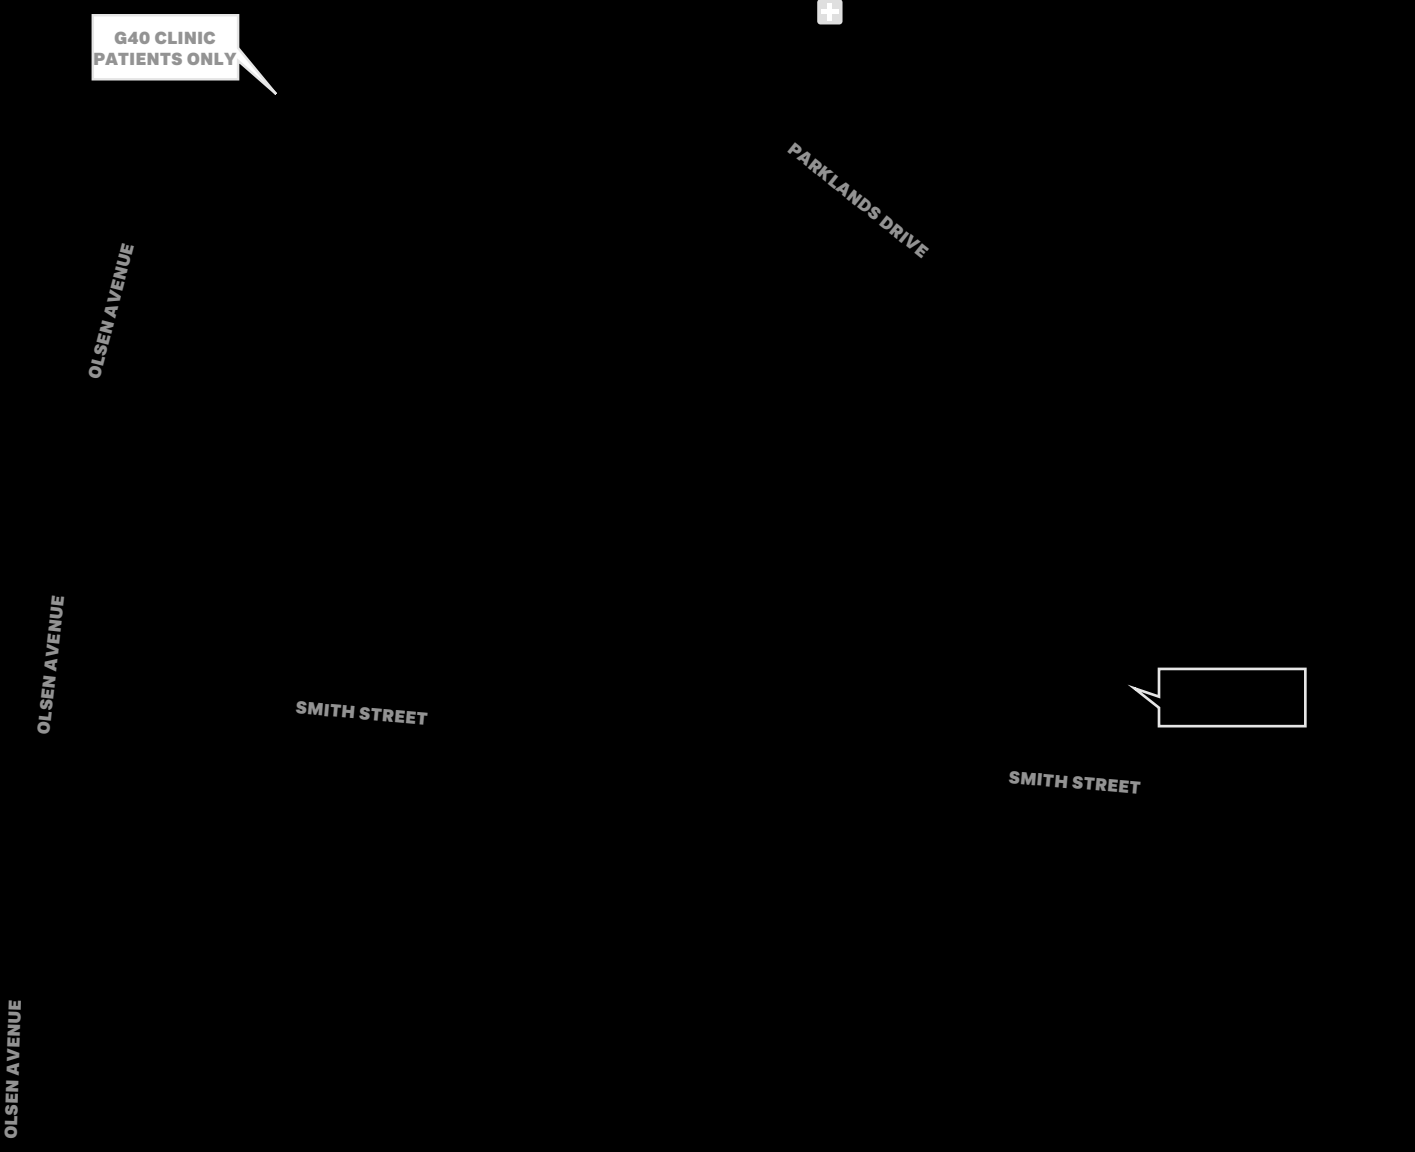 G40 CLINIC
PATIENTS ONLY
PARKLANDS DRIVE
OLSEN AVENUE
OLSEN AVENUE
SMITH STREET
SMITH STREET
OLSEN AVENUE